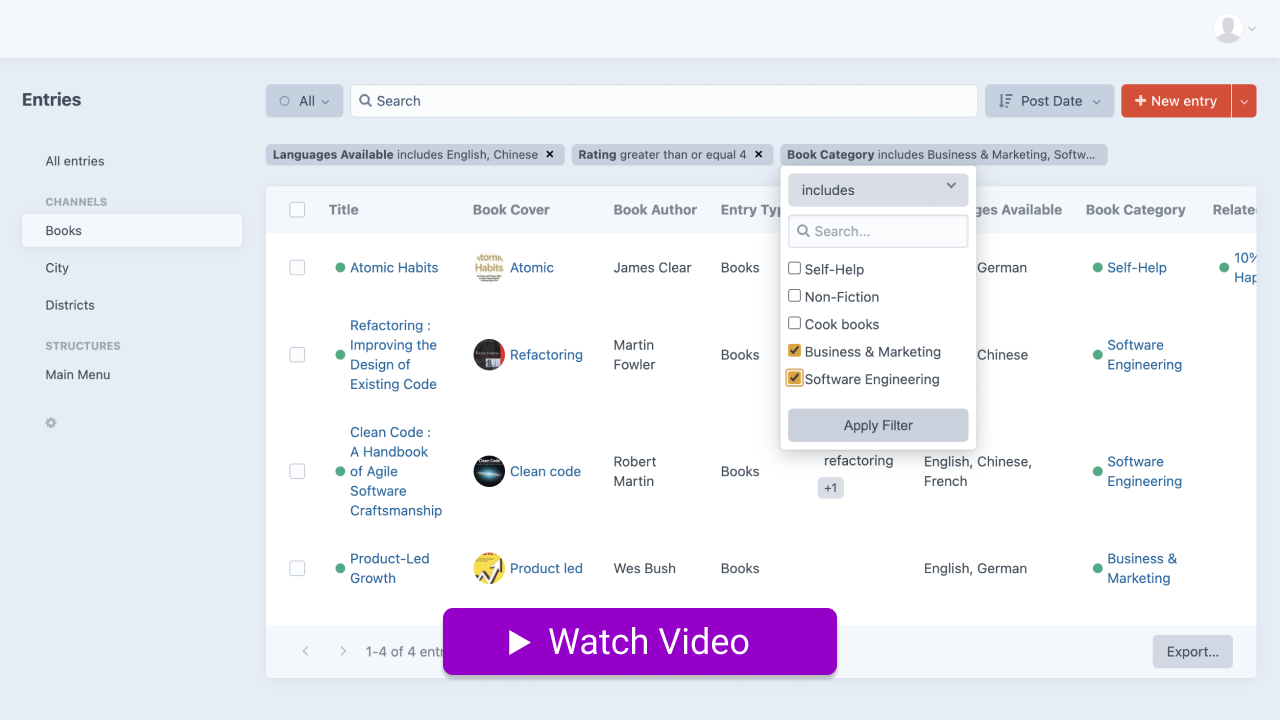 Entries
All entries
CHANNELS
Books
City
Districts
STRUCTURES
Main Menu
All
Search
Post Date
New entry
Languages Available includes English, Chinese ×
Rating greater than or equal 4 ×
Book Category includes Business & Marketing, Softw...
includes
Search...
Self-Help
Non-Fiction
Cook books
Business & Marketing
Software Engineering
Apply Filter
Title
Book Cover
Book Author
Entry Typ
ges Available
Book Category
Relate
Atomic Habits
Atomic
James Clear
Books
German
Self-Help
10%
Hap
Refactoring :
Improving the
Design of
Existing Code
Refactoring
Martin
Fowler
Books
Chinese
Software
Engineering
Clean Code :
A Handbook
of Agile
Software
Craftsmanship
Clean code
Robert
Martin
Books
refactoring
+1
English, Chinese,
French
Software
Engineering
Product-Led
Growth
Product led
Wes Bush
Books
English, German
Business &
Marketing
1-4 of 4 entr
Watch Video
Export...